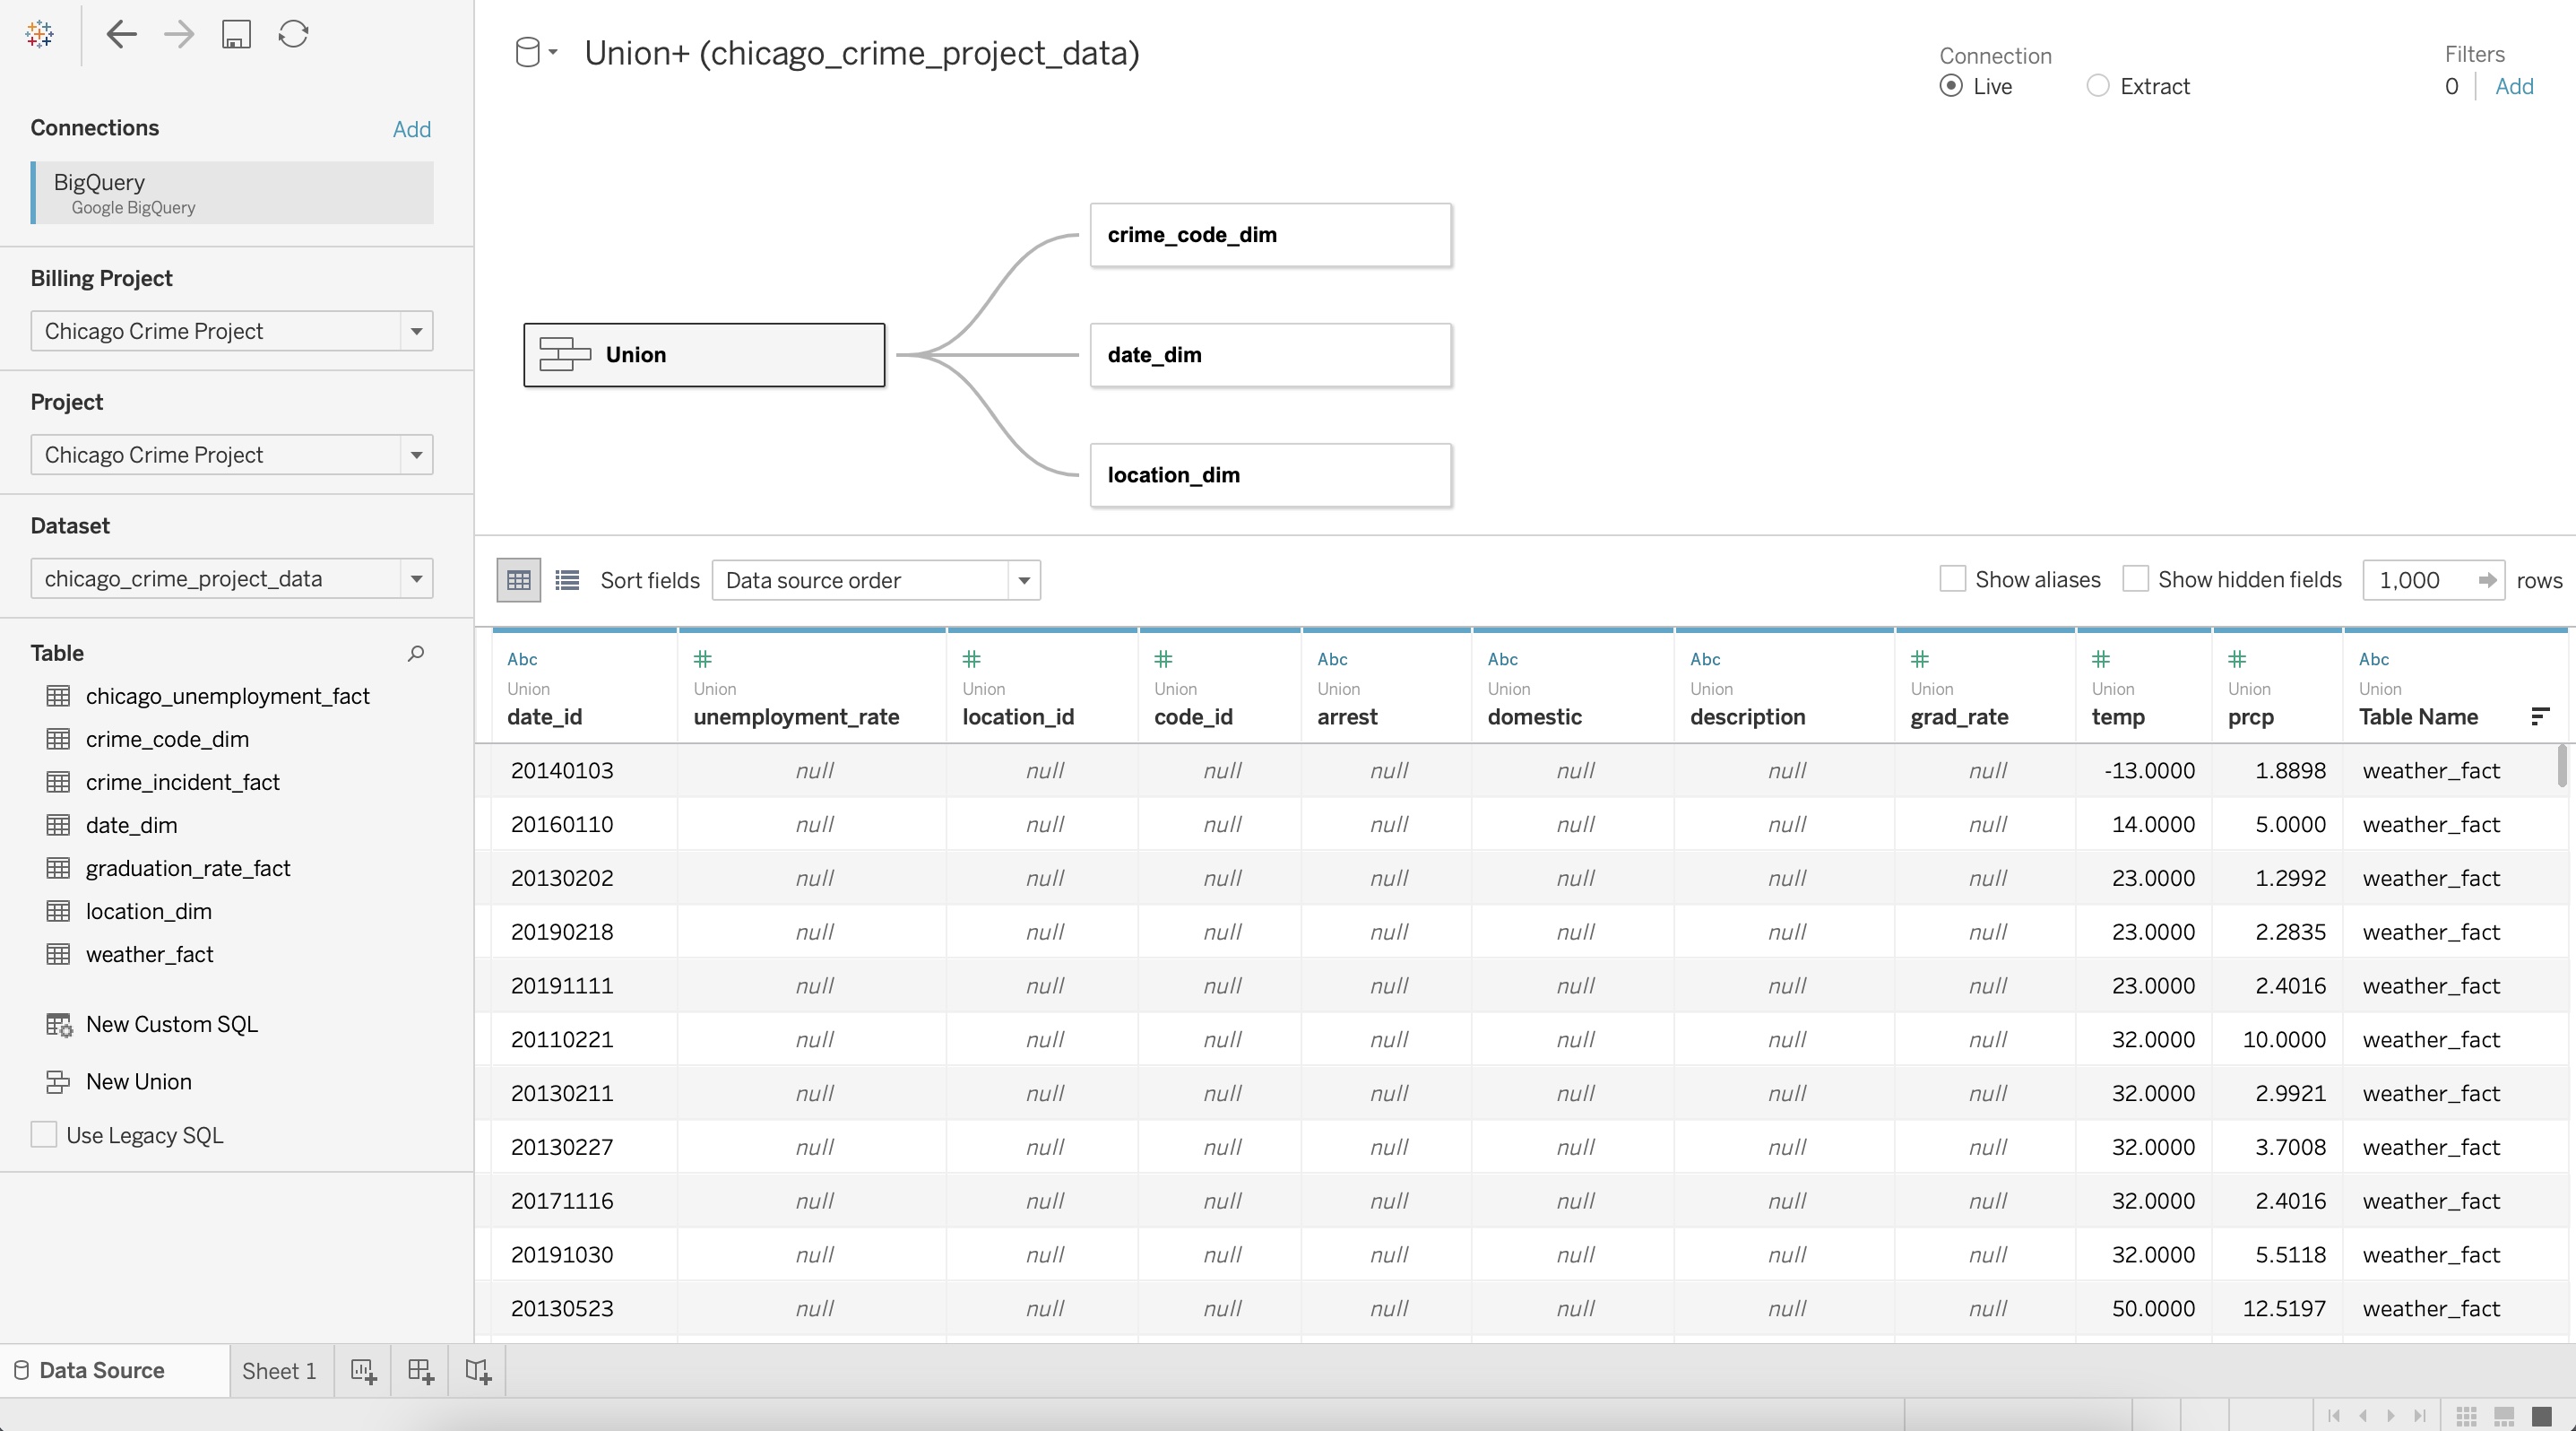 Union+ (chicago_crime_project_data)
Connection
Live
Extract
Filters
0
Add
Connections
Add
BigQuery
Google BigQuery
Billing Project
Chicago Crime Project
Project
Chicago Crime Project
Dataset
chicago_crime_project_data
Table
chicago_unemployment_fact
crime_code_dim
crime_incident_fact
date_dim
graduation_rate_fact
location_dim
weather_fact
New Custom SQL
New Union
Use Legacy SQL
Union
crime_code_dim
date_dim
location_dim
Sort fields
Data source order
Show aliases
Show hidden fields
1,000
rows
Abc # # # Abc Abc Abc # # # Abc
Union Union Union Union Union Union Union Union Union Union Union
date_id unemployment_rate location_id code_id arrest domestic description grad_rate temp prcp Table Name
20140103 null null null null null null null -13.0000 1.8898 weather_fact
20160110 null null null null null null null 14.0000 5.0000 weather_fact
20130202 null null null null null null null 23.0000 1.2992 weather_fact
20190218 null null null null null null null 23.0000 2.2835 weather_fact
20191111 null null null null null null null 23.0000 2.4016 weather_fact
20110221 null null null null null null null 32.0000 10.0000 weather_fact
20130211 null null null null null null null 32.0000 2.9921 weather_fact
20130227 null null null null null null null 32.0000 3.7008 weather_fact
20171116 null null null null null null null 32.0000 2.4016 weather_fact
20191030 null null null null null null null 32.0000 5.5118 weather_fact
20130523 null null null null null null null 50.0000 12.5197 weather_fact
Data Source
Sheet 1